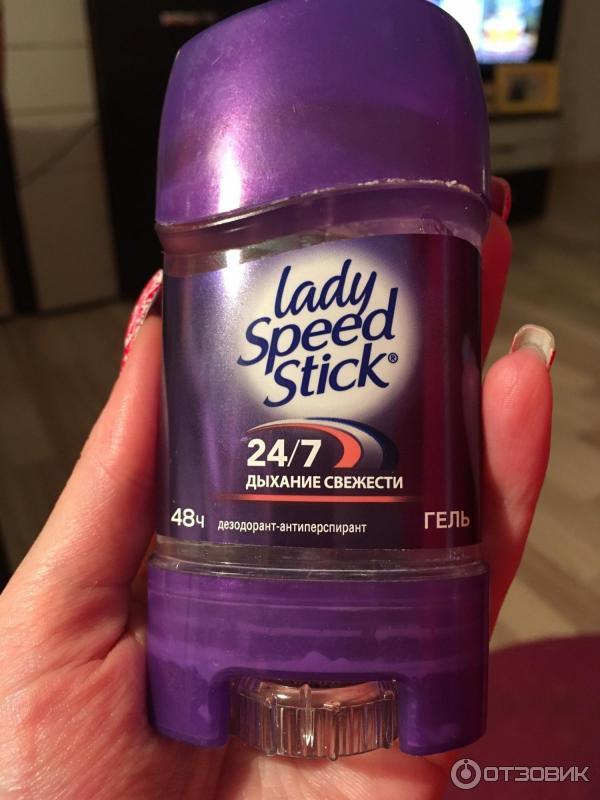 lady
Speed
Stick®
24/7
ДЫХАНИЕ СВЕЖЕСТИ
48ч дезодорант-антиперспирант ГЕЛЬ
ОТЗОВИК